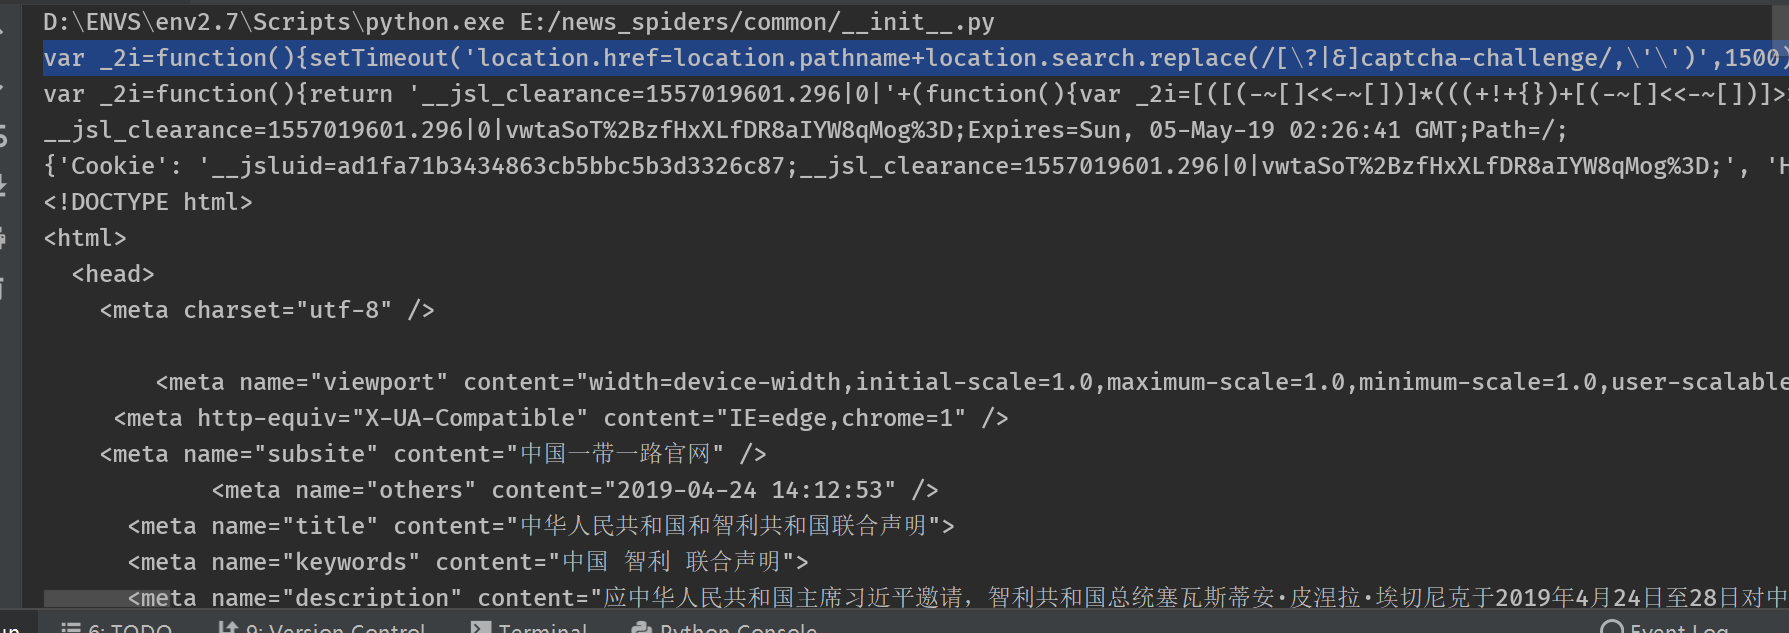 D:\ENVS\env2.7\Scripts\python.exe E:/news_spiders/common/__init__.py
var _2i=function(){setTimeout('location.href=location.pathname+location.search.replace(/[\?|&]captcha-challenge/,\'\')',1500)
var _2i=function(){return '__jsl_clearance=1557019601.296|0|'+(function(){var _2i=[([(-~[]<<-~[])]*(((+!+{})+[(-~[]<<-~[])]>
__jsl_clearance=1557019601.296|0|vwtaSoT%2BzfHxXLfDR8aIYW8qMog%3D;Expires=Sun, 05-May-19 02:26:41 GMT;Path=/;
{'Cookie': '__jsluid=ad1fa71b3434863cb5bbc5b3d3326c87;__jsl_clearance=1557019601.296|0|vwtaSoT%2BzfHxXLfDR8aIYW8qMog%3D;', 'H
<!DOCTYPE html>
<html>
<head>
<meta charset="utf-8" />
<meta name="viewport" content="width=device-width,initial-scale=1.0,maximum-scale=1.0,minimum-scale=1.0,user-scalable
<meta http-equiv="X-UA-Compatible" content="IE=edge,chrome=1" />
<meta name="subsite" content="中国一带一路官网" />
<meta name="others" content="2019-04-24 14:12:53" />
<meta name="title" content="中华人民共和国和智利共和国联合声明">
<meta name="keywords" content="中国 智利 联合声明">
<meta name="description" content="应中华人民共和国主席习近平邀请，智利共和国总统塞瓦斯蒂安·皮涅拉·埃切尼克于2019年4月24日至28日对中
6: TODO 9: Version Control Terminal Python Console Event Log